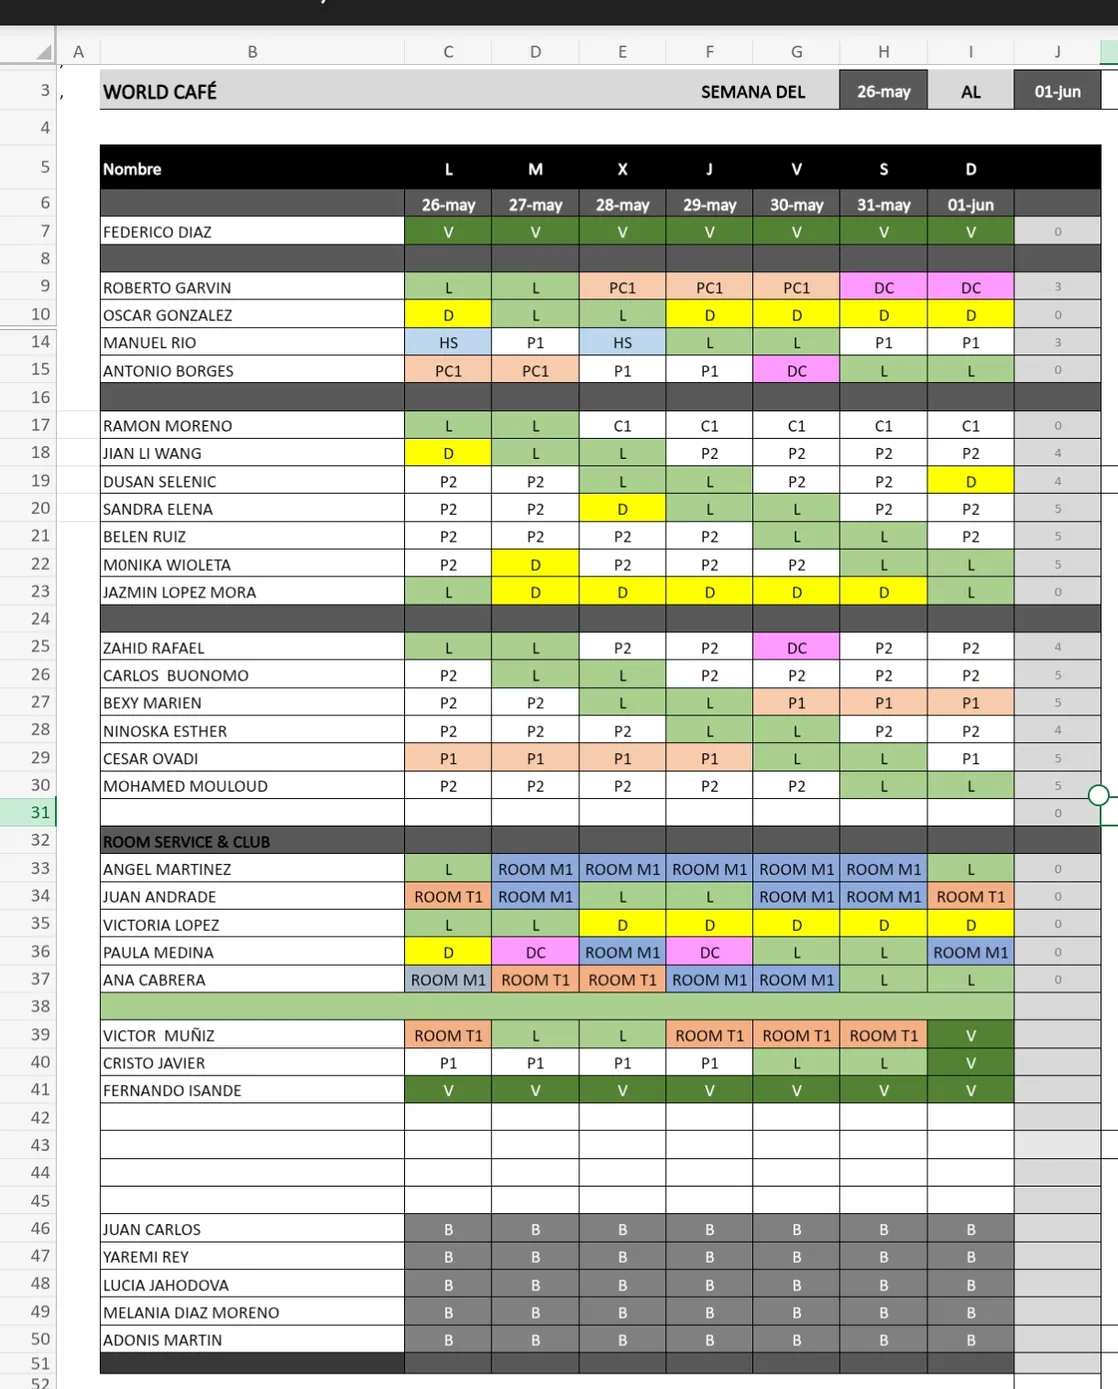 A B C D E F G H I J
3 , WORLD CAFÉ SEMANA DEL 26-may AL 01-jun
4
5 Nombre L M X J V S D
6 26-may 27-may 28-may 29-may 30-may 31-may 01-jun
7 FEDERICO DIAZ V V V V V V V 0
8
9 ROBERTO GARVIN L L PC1 PC1 PC1 DC DC 3
10 OSCAR GONZALEZ D L L D D D D 0
14 MANUEL RIO HS P1 HS L L P1 P1 3
15 ANTONIO BORGES PC1 PC1 P1 P1 DC L L 0
16
17 RAMON MORENO L L C1 C1 C1 C1 C1 0
18 JIAN LI WANG D L L P2 P2 P2 P2 4
19 DUSAN SELENIC P2 P2 L L P2 P2 D 4
20 SANDRA ELENA P2 P2 D L L P2 P2 5
21 BELEN RUIZ P2 P2 P2 P2 L L P2 5
22 M0NIKA WIOLETA P2 D P2 P2 P2 L L 5
23 JAZMIN LOPEZ MORA L D D D D D L 0
24
25 ZAHID RAFAEL L L P2 P2 DC P2 P2 4
26 CARLOS BUONOMO P2 L L P2 P2 P2 P2 5
27 BEXY MARIEN P2 P2 L L P1 P1 P1 5
28 NINOSKA ESTHER P2 P2 P2 L L P2 P2 4
29 CESAR OVADI P1 P1 P1 P1 L L P1 5
30 MOHAMED MOULOUD P2 P2 P2 P2 P2 L L 5
31 0
32 ROOM SERVICE & CLUB
33 ANGEL MARTINEZ L ROOM M1 ROOM M1 ROOM M1 ROOM M1 ROOM M1 L 0
34 JUAN ANDRADE ROOM T1 ROOM M1 L L ROOM M1 ROOM M1 ROOM T1 0
35 VICTORIA LOPEZ L L D D D D D 0
36 PAULA MEDINA D DC ROOM M1 DC L L ROOM M1 0
37 ANA CABRERA ROOM M1 ROOM T1 ROOM T1 ROOM M1 ROOM M1 L L 0
38
39 VICTOR MUÑIZ ROOM T1 L L ROOM T1 ROOM T1 ROOM T1 V
40 CRISTO JAVIER P1 P1 P1 P1 L L V
41 FERNANDO ISANDE V V V V V V V
42
43
44
45
46 JUAN CARLOS B B B B B B B
47 YAREMI REY B B B B B B B
48 LUCIA JAHODOVA B B B B B B B
49 MELANIA DIAZ MORENO B B B B B B B
50 ADONIS MARTIN B B B B B B B
51
52